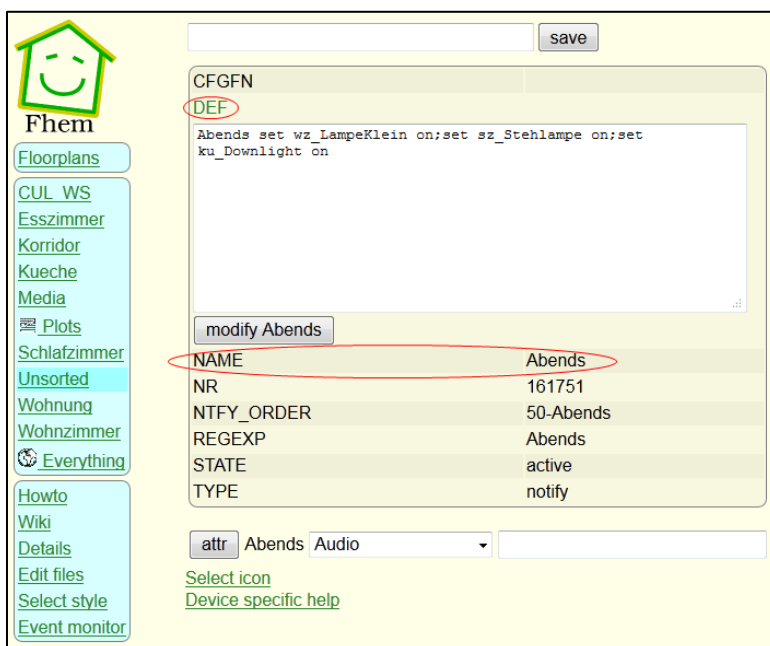 save
Fhem
Floorplans
CUL_WS
Esszimmer
Korridor
Kueche
Media
Plots
Schlafzimmer
Unsorted
Wohnung
Wohnzimmer
Everything
Howto
Wiki
Details
Edit files
Select style
Event monitor
CFGFN
DEF
Abends set wz_LampeKlein on;set sz_Stehlampe on;set
ku_Downlight on
modify Abends
NAME Abends
NR 161751
NTFY_ORDER 50-Abends
REGEXP Abends
STATE active
TYPE notify
attr Abends Audio
Select icon
Device specific help